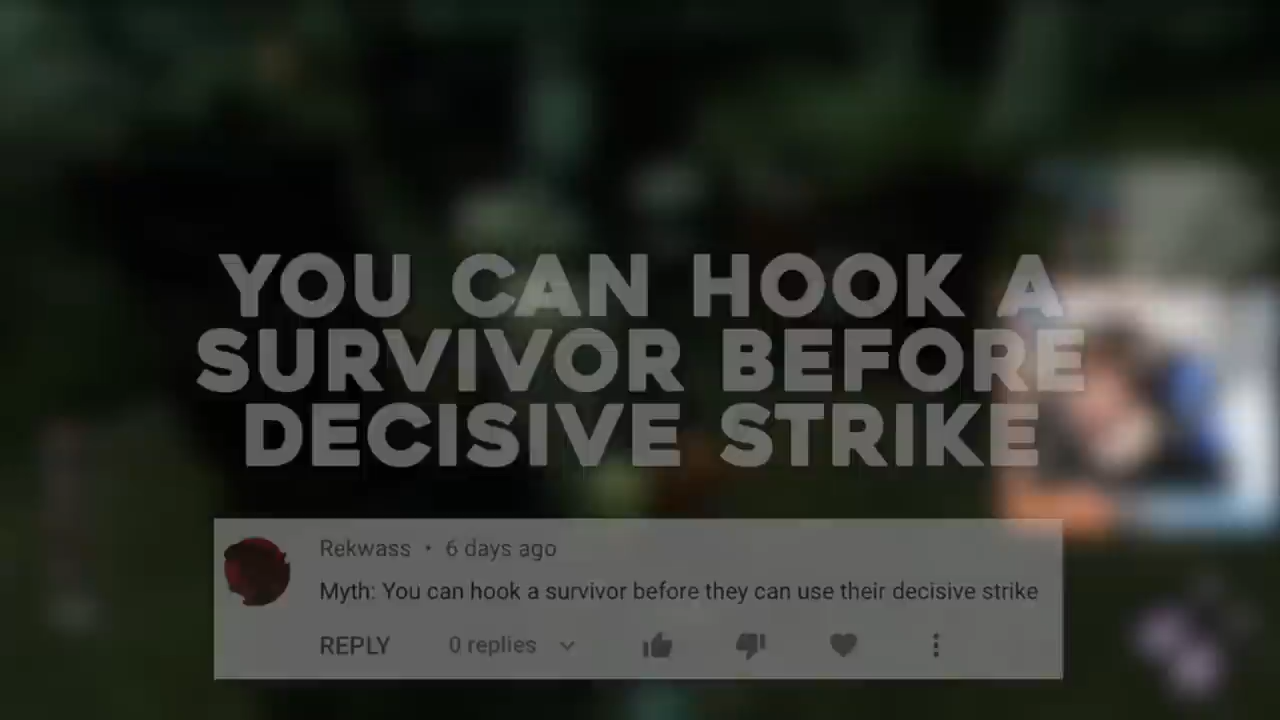 YOU CAN HOOK A
SURVIVOR BEFORE
DECISIVE STRIKE
Rekwass • 6 days ago
Myth: You can hook a survivor before they can use their decisive strike
REPLY 0 replies